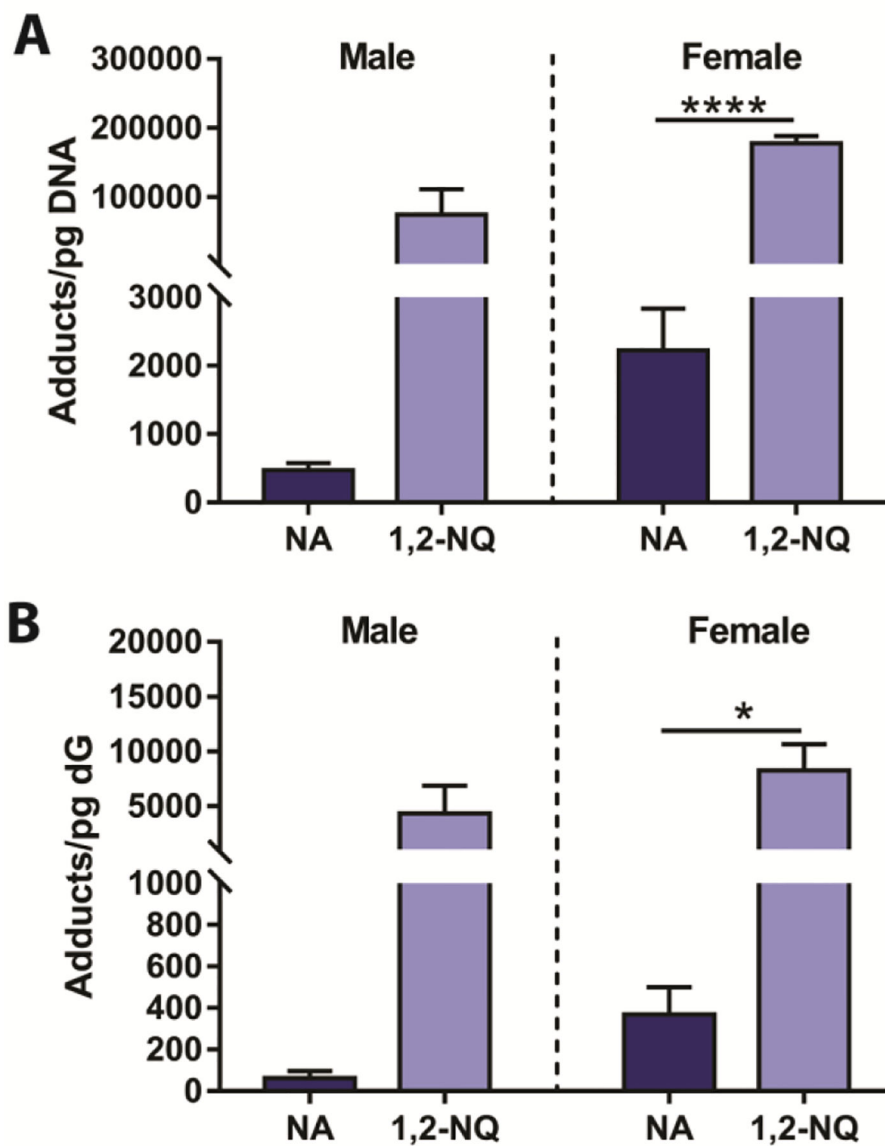 A
Male
Female
Adducts/pg DNA
300000
200000
100000
3000
2000
1000
0
****
NA
1,2-NQ
NA
1,2-NQ
B
Male
Female
Adducts/pg dG
20000
15000
10000
5000
1000
800
600
400
200
0
*
NA
1,2-NQ
NA
1,2-NQ